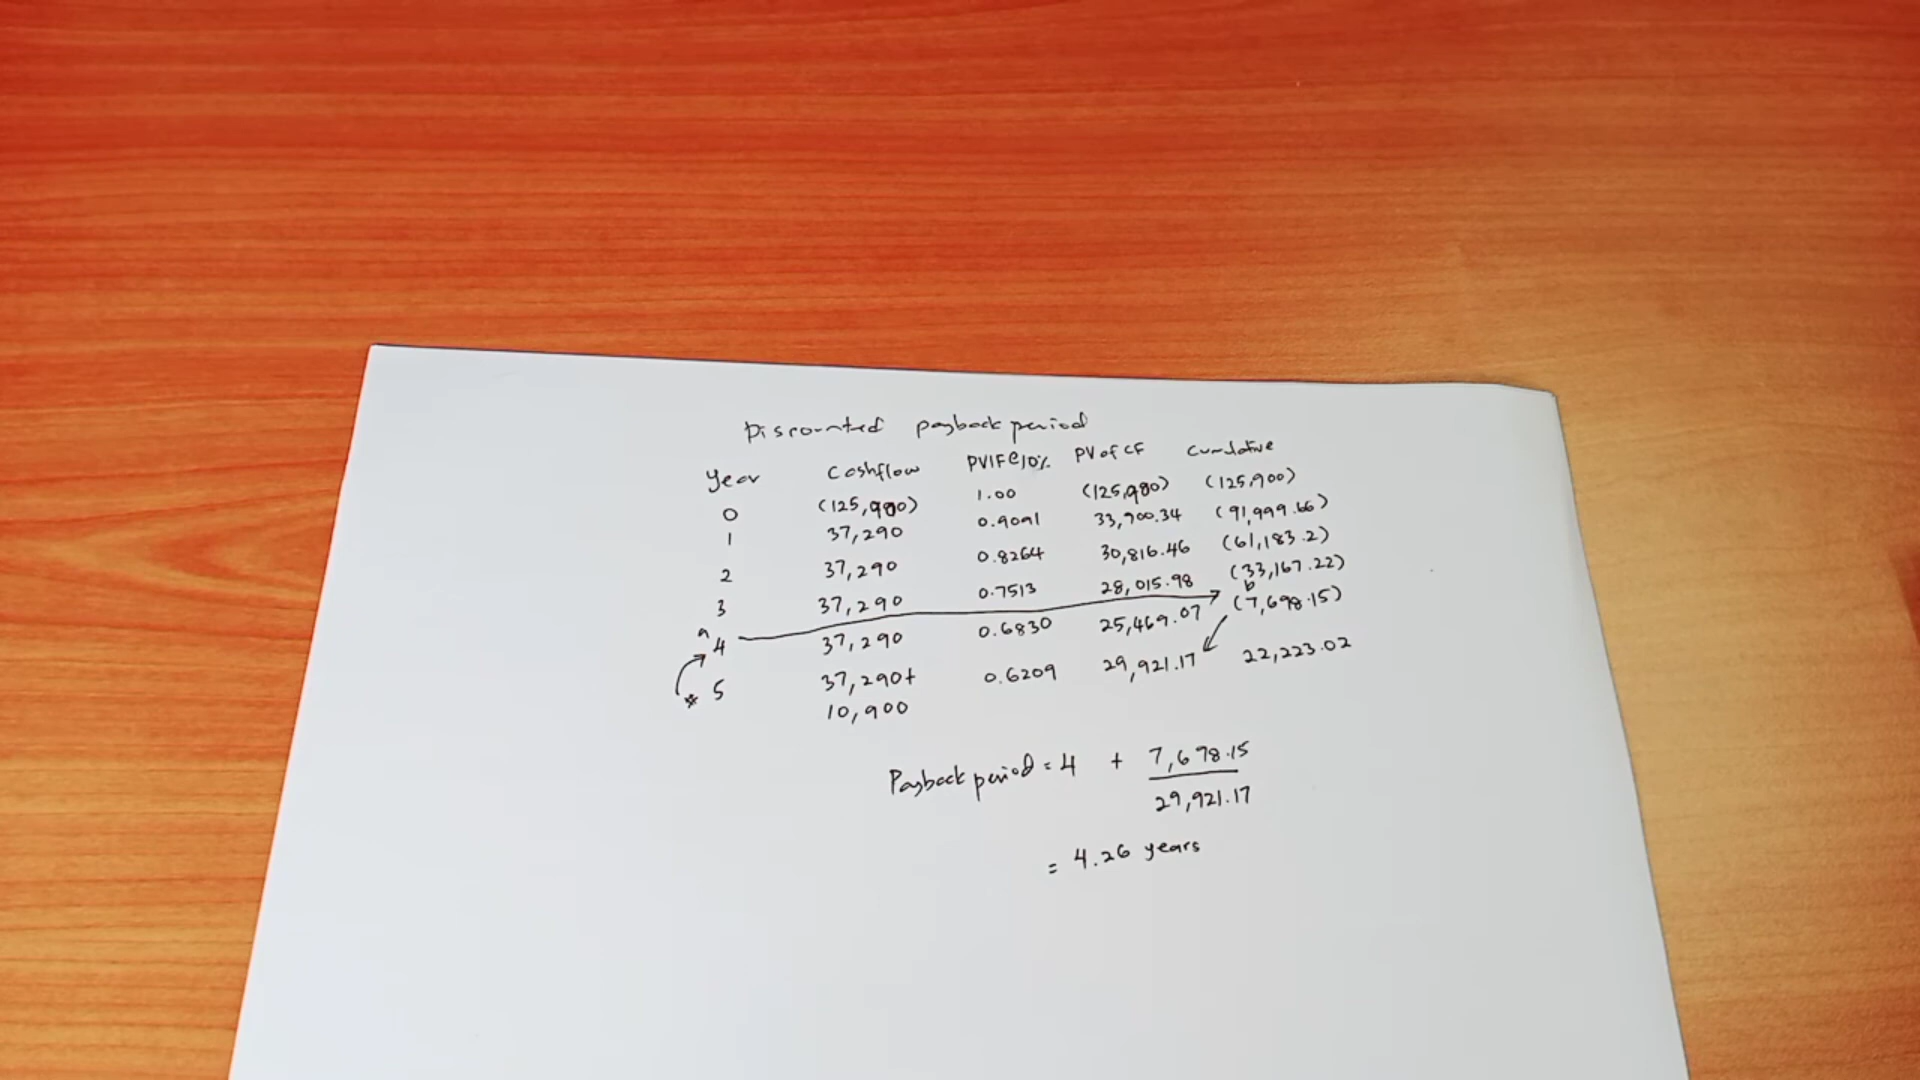 Discounted payback period
Year Cashflow PVIF@10% PV of CF Cumulative
0 (125,900) 1.00 (125,900) (125,900)
1 37,290 0.9091 33,900.34 (91,999.66)
2 37,290 0.8264 30,816.46 (61,183.2)
3 37,290 0.7513 28,015.98 (33,167.22)
a b
4 37,290 0.6830 25,469.07 (7,698.15)
* 5 37,290+ 0.6209 29,921.17 22,223.02
10,900
Payback period = 4 + 7,698.15
29,921.17
= 4.26 years